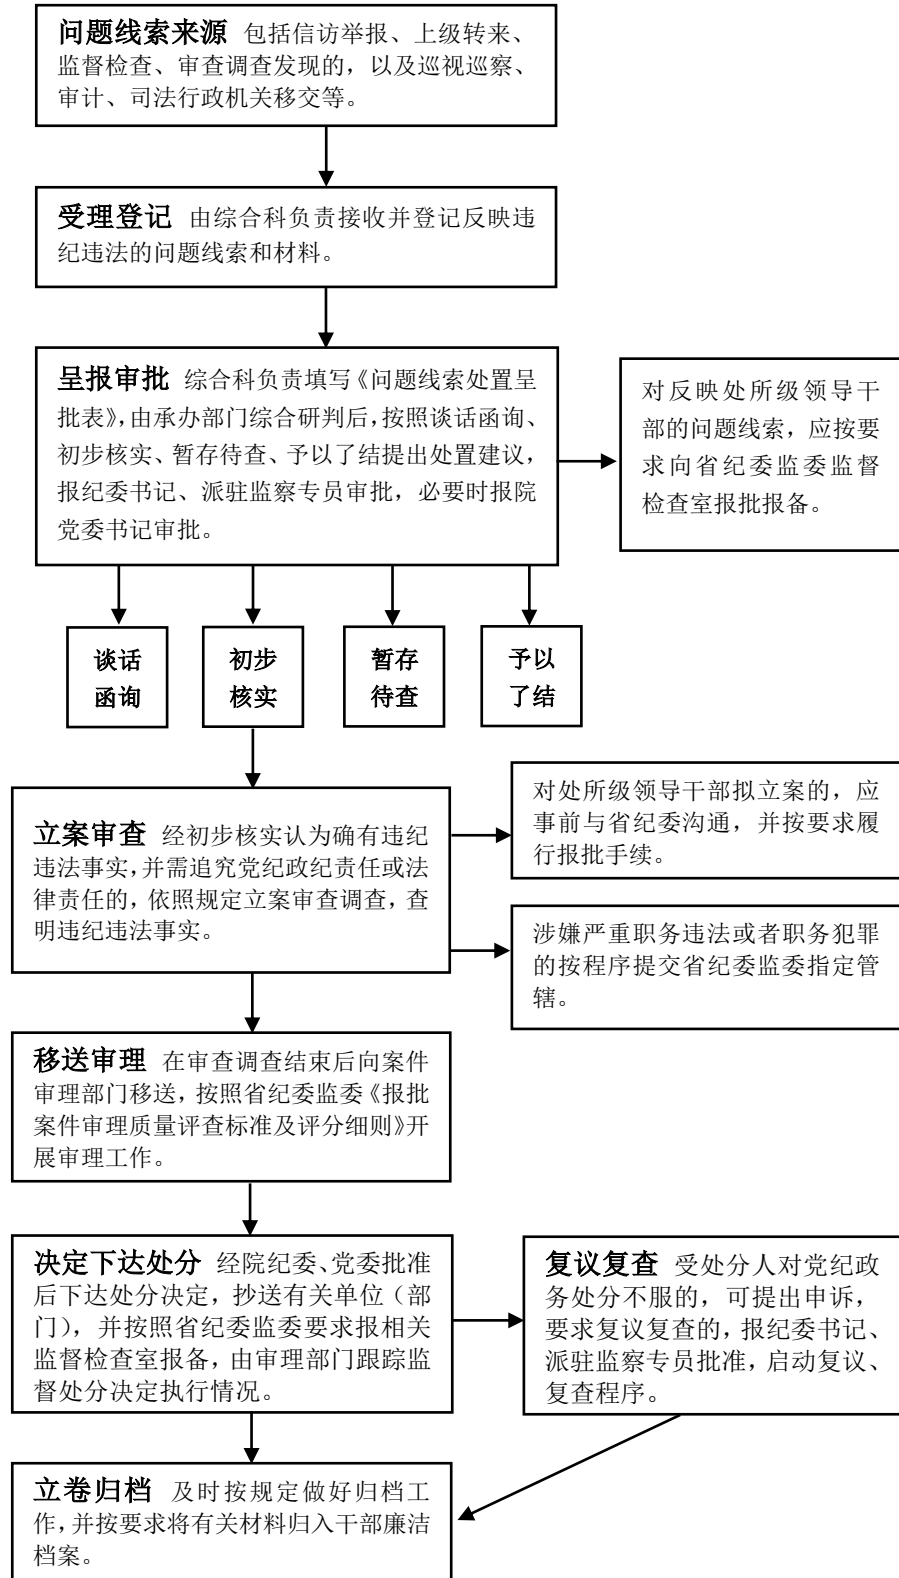 问题线索来源 包括信访举报、上级转来、
监督检查、审查调查发现的，以及巡视巡察、
审计、司法行政机关移交等。
受理登记 由综合科负责接收并登记反映违
纪违法的问题线索和材料。
呈报审批 综合科负责填写《问题线索处置呈
批表》，由承办部门综合研判后，按照谈话函询、
初步核实、暂存待查、予以了结提出处置建议，
报纪委书记、派驻监察专员审批，必要时报院
党委书记审批。
对反映处所级领导干
部的问题线索，应按要
求向省纪委监委监督
检查室报批报备。
谈话
函询
初步
核实
暂存
待查
予以
了结
立案审查 经初步核实认为确有违纪
违法事实，并需追究党纪政纪责任或法
律责任的，依照规定立案审查调查，查
明违纪违法事实。
对处所级领导干部拟立案的，应
事前与省纪委沟通，并按要求履
行报批手续。
涉嫌严重职务违法或者职务犯罪
的按程序提交省纪委监委指定管
辖。
移送审理 在审查调查结束后向案件
审理部门移送，按照省纪委监委《报批
案件审理质量评查标准及评分细则》开
展审理工作。
决定下达处分 经院纪委、党委批准
后下达处分决定，抄送有关单位（部
门），并按照省纪委监委要求报相关
监督检查室报备，由审理部门跟踪监
督处分决定执行情况。
复议复查 受处分人对党纪政
务处分不服的，可提出申诉，
要求复议复查的，报纪委书记、
派驻监察专员批准，启动复议、
复查程序。
立卷归档 及时按规定做好归档工
作，并按要求将有关材料归入干部廉洁
档案。